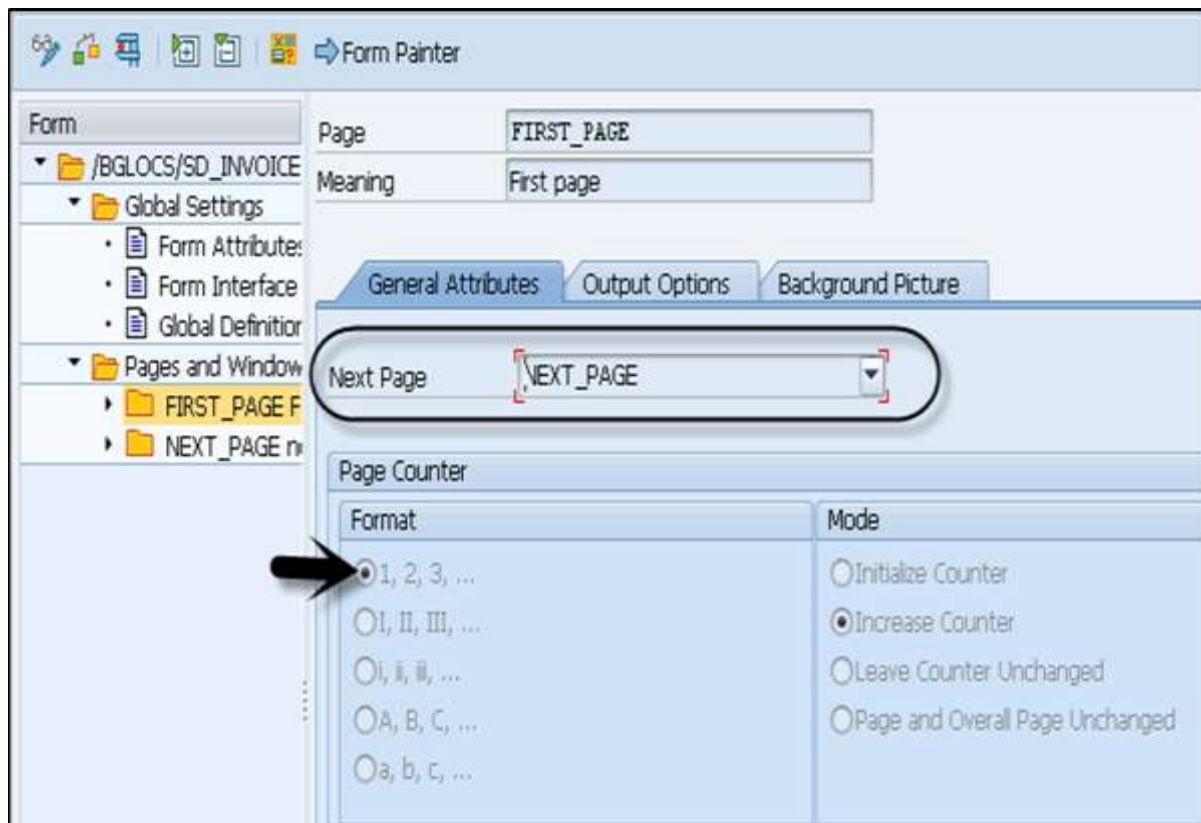 Form Painter
Form
/BGLOCS/SD_INVOICE
Global Settings
Form Attributes
Form Interface
Global Definition
Pages and Window
FIRST_PAGE F
NEXT_PAGE n
Page FIRST_PAGE
Meaning First page
General Attributes Output Options Background Picture
Next Page NEXT_PAGE
Page Counter
Format Mode
1, 2, 3, ... Initialize Counter
I, II, III, ... Increase Counter
i, ii, iii, ... Leave Counter Unchanged
A, B, C, ... Page and Overall Page Unchanged
a, b, c, ...